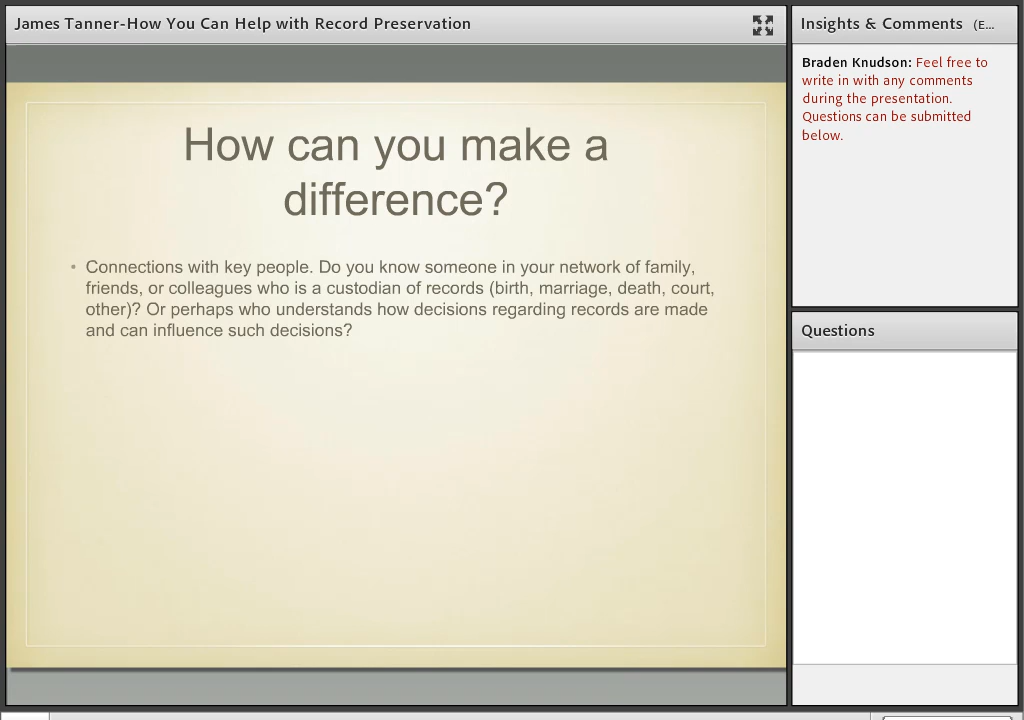 James Tanner-How You Can Help with Record Preservation
How can you make a
difference?
• Connections with key people. Do you know someone in your network of family,
friends, or colleagues who is a custodian of records (birth, marriage, death, court,
other)? Or perhaps who understands how decisions regarding records are made
and can influence such decisions?
Insights & Comments (E...
Braden Knudson: Feel free to
write in with any comments
during the presentation.
Questions can be submitted
below.
Questions